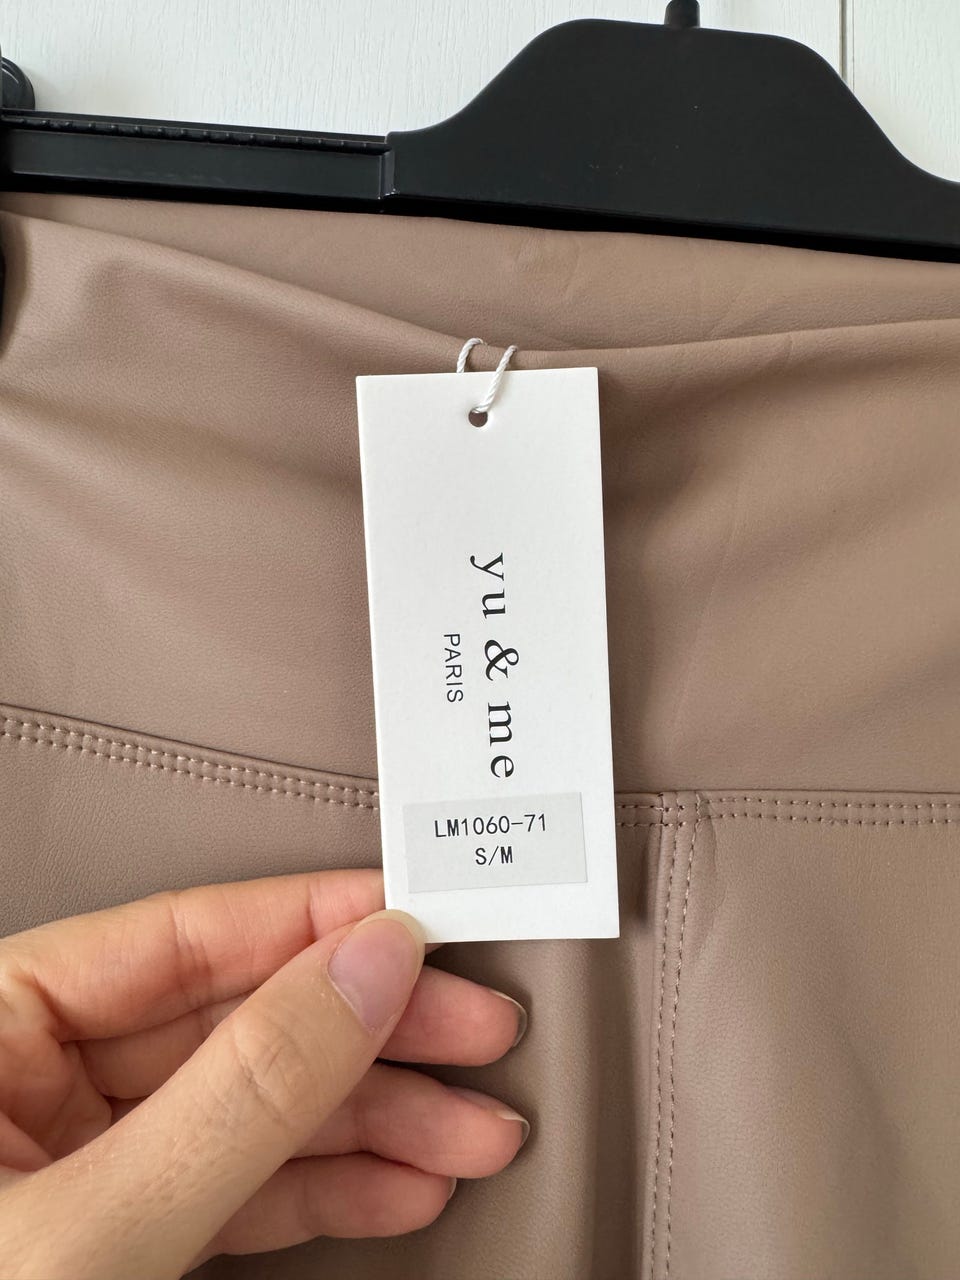 yu & me
PARIS
LM1060-71
S/M